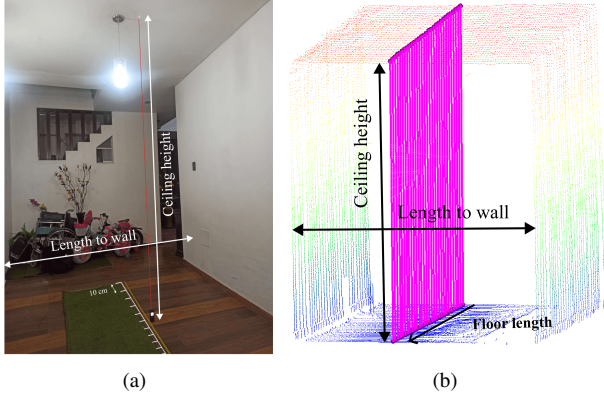 Ceiling height
Length to wall
10 cm
Ceiling height
Length to wall
Floor length
(a)
(b)